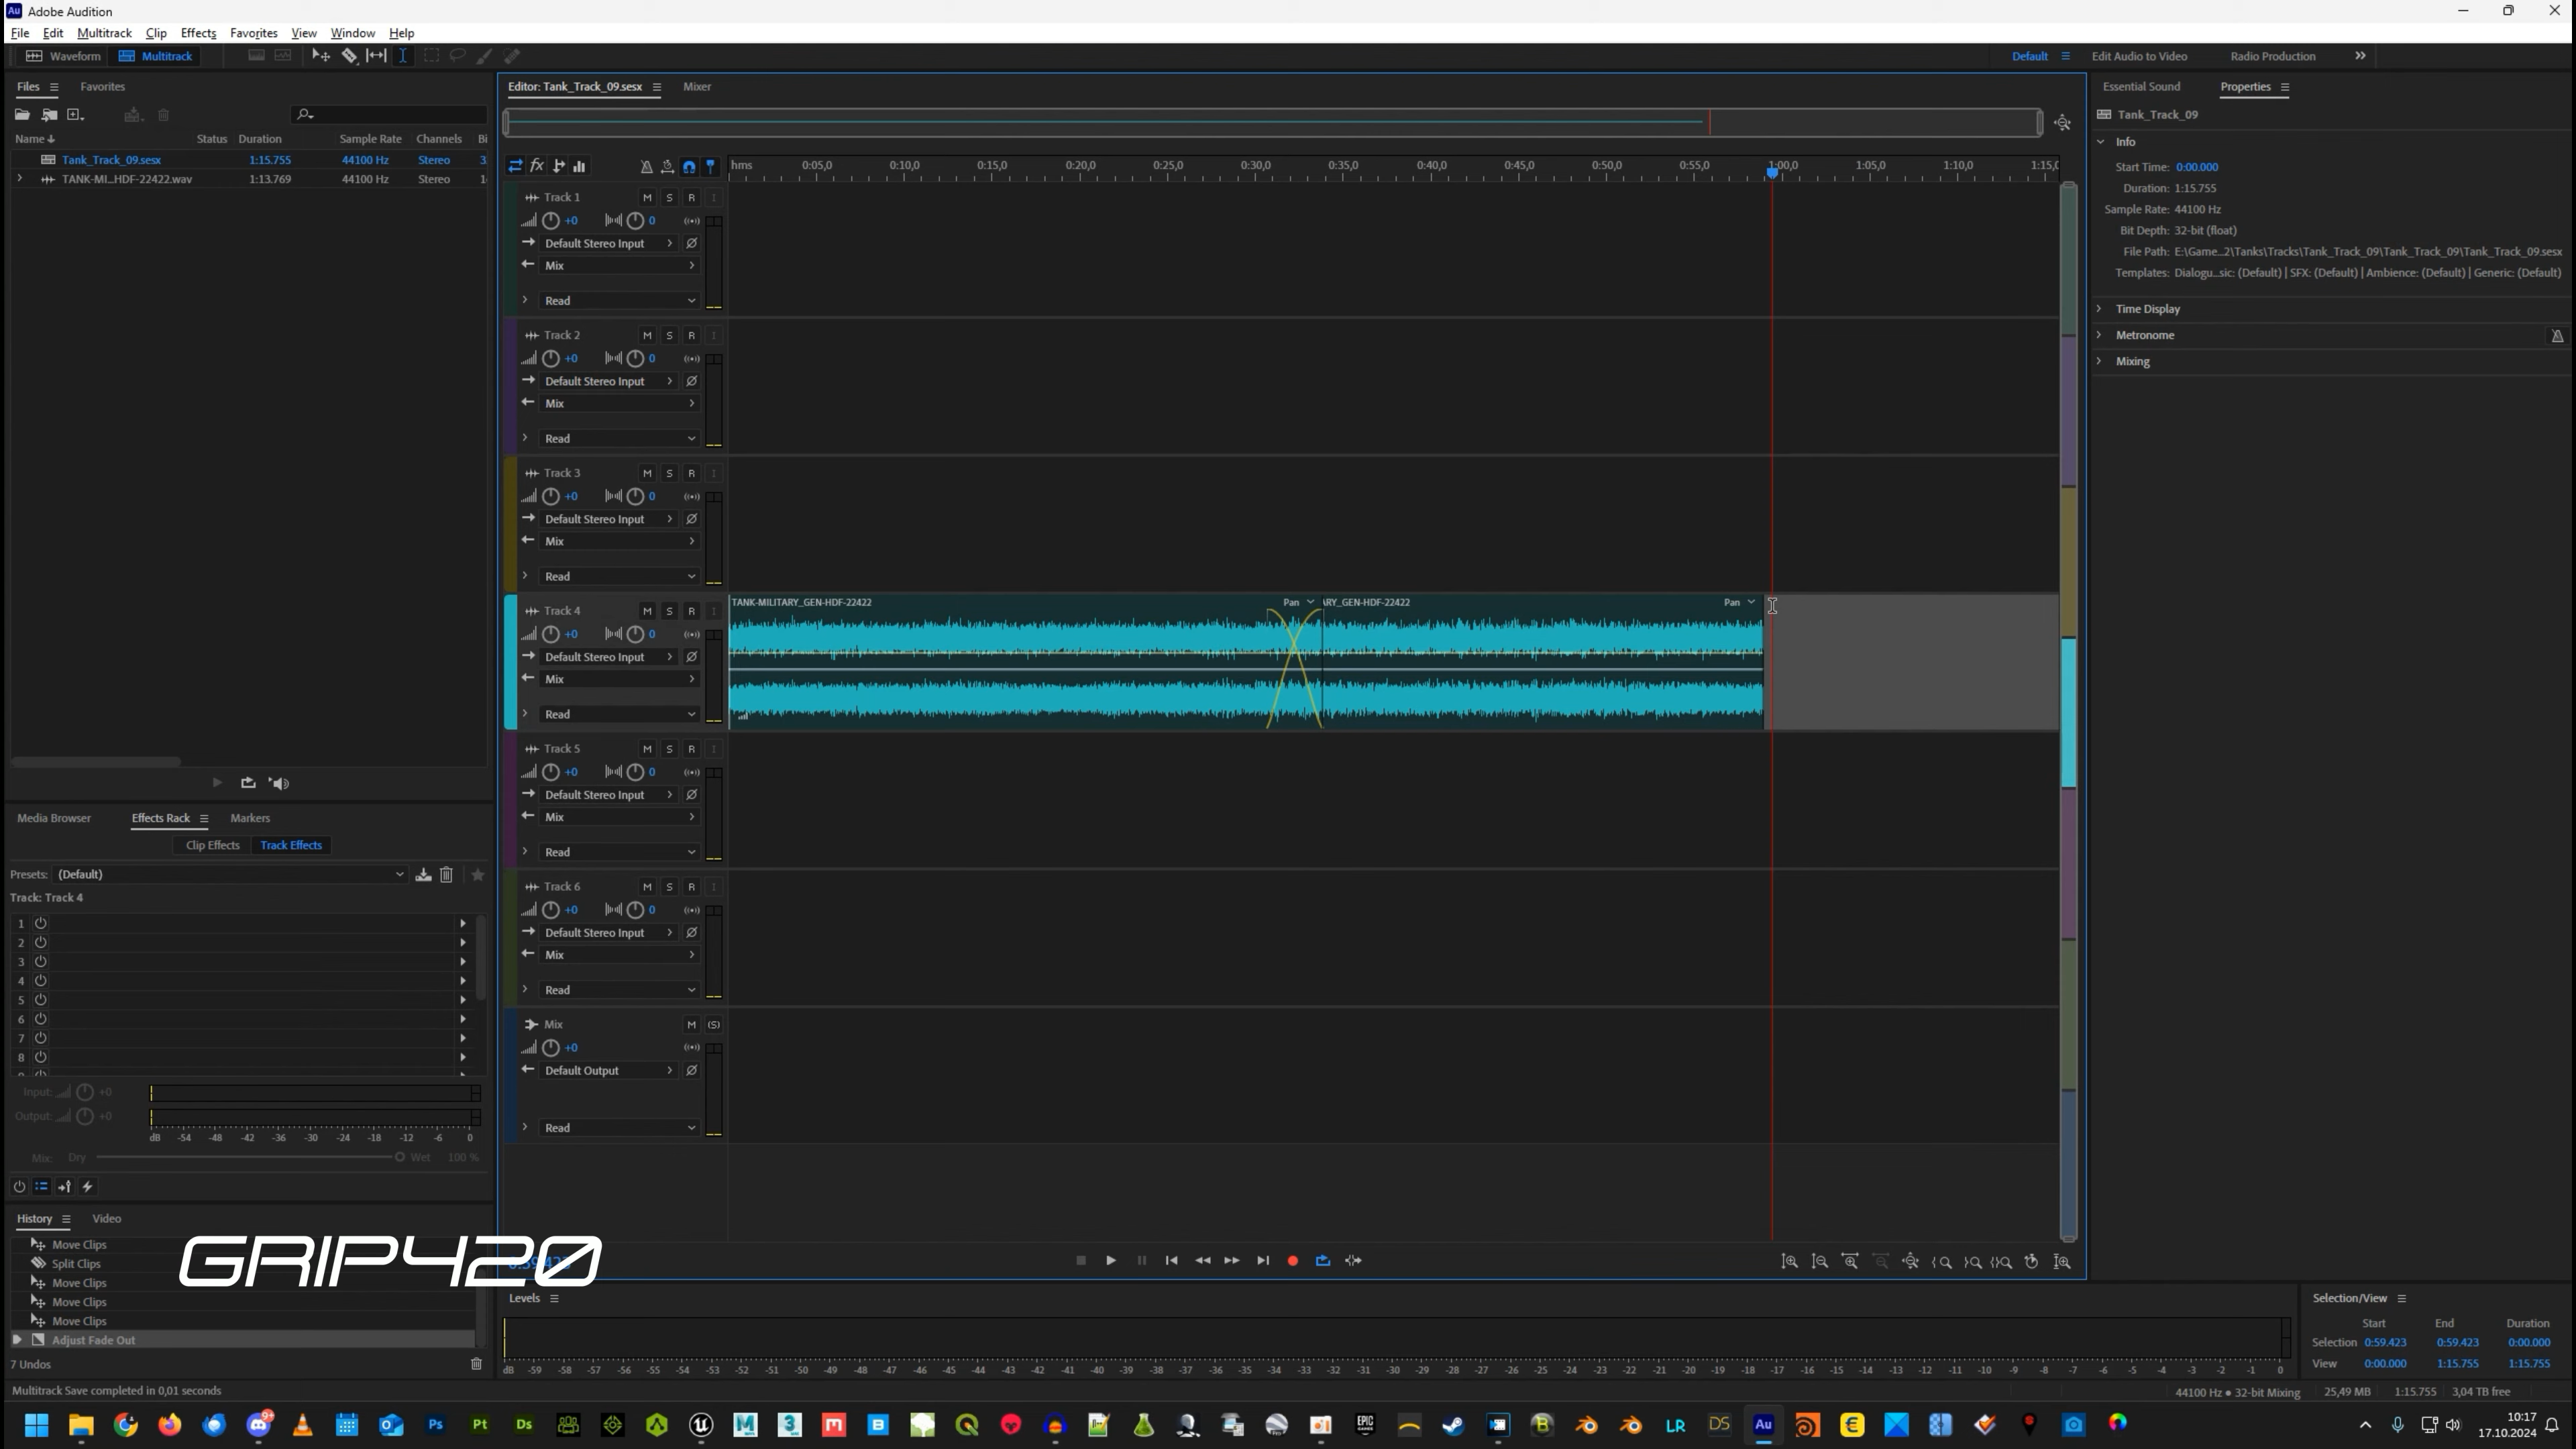 Au Adobe Audition
File Edit Multitrack Clip Effects Favorites View Window Help
Waveform Multitrack Default Edit Audio to Video Radio Production
Files Favorites
Name Status Duration Sample Rate Channels Bi
Tank_Track_09.sesx 1:15.755 44100 Hz Stereo 3
TANK-MI...HDF-22422.wav 1:13.769 44100 Hz Stereo 1
Editor: Tank_Track_09.sesx Mixer
hms 0:05,0 0:10,0 0:15,0 0:20,0 0:25,0 0:30,0 0:35,0 0:40,0 0:45,0 0:50,0 0:55,0 1:00,0 1:05,0 1:10,0 1:15,0
Track 1 M S R I
+0 0
Default Stereo Input
Mix
Read
Track 2 M S R I
+0 0
Default Stereo Input
Mix
Read
Track 3 M S R I
+0 0
Default Stereo Input
Mix
Read
Track 4 M S R I
+0 0
Default Stereo Input
Mix
Read
TANK-MILITARY_GEN-HDF-22422 Pan ARY_GEN-HDF-22422 Pan
Track 5 M S R I
+0 0
Default Stereo Input
Mix
Read
Track 6 M S R I
+0 0
Default Stereo Input
Mix
Read
Mix M (S)
+0
Default Output
Read
Essential Sound Properties
Tank_Track_09
Info
Start Time: 0:00.000
Duration: 1:15.755
Sample Rate: 44100 Hz
Bit Depth: 32-bit (float)
File Path: E:\Game...2\Tanks\Tracks\Tank_Track_09\Tank_Track_09\Tank_Track_09.sesx
Templates: Dialogu...sic: (Default) | SFX: (Default) | Ambience: (Default) | Generic: (Default)
Time Display
Metronome
Mixing
Media Browser Effects Rack Markers
Clip Effects Track Effects
Presets: (Default)
Track: Track 4
1
2
3
4
5
6
7
8
Input: +0
Output: +0
dB -54 -48 -42 -36 -30 -24 -18 -12 -6 0
Mix: Dry Wet 100 %
History Video
Move Clips
Split Clips
Move Clips
Move Clips
Move Clips
Adjust Fade Out
7 Undos
GRIP420
Levels
dB -59 -58 -57 -56 -55 -54 -53 -52 -51 -50 -49 -48 -47 -46 -45 -44 -43 -42 -41 -40 -39 -38 -37 -36 -35 -34 -33 -32 -31 -30 -29 -28 -27 -26 -25 -24 -23 -22 -21 -20 -19 -18 -17 -16 -15 -14 -13 -12 -11 -10 -9 -8 -7 -6 -5 -4 -3 -2 -1 0
Selection/View
Start End Duration
Selection 0:59.423 0:59.423 0:00.000
View 0:00.000 1:15.755 1:15.755
Multitrack Save completed in 0,01 seconds
44100 Hz • 32-bit Mixing 25,49 MB 1:15.755 3,04 TB free
Ps Pt Ds EPIC GAMES LR DS Au
10:17
17.10.2024